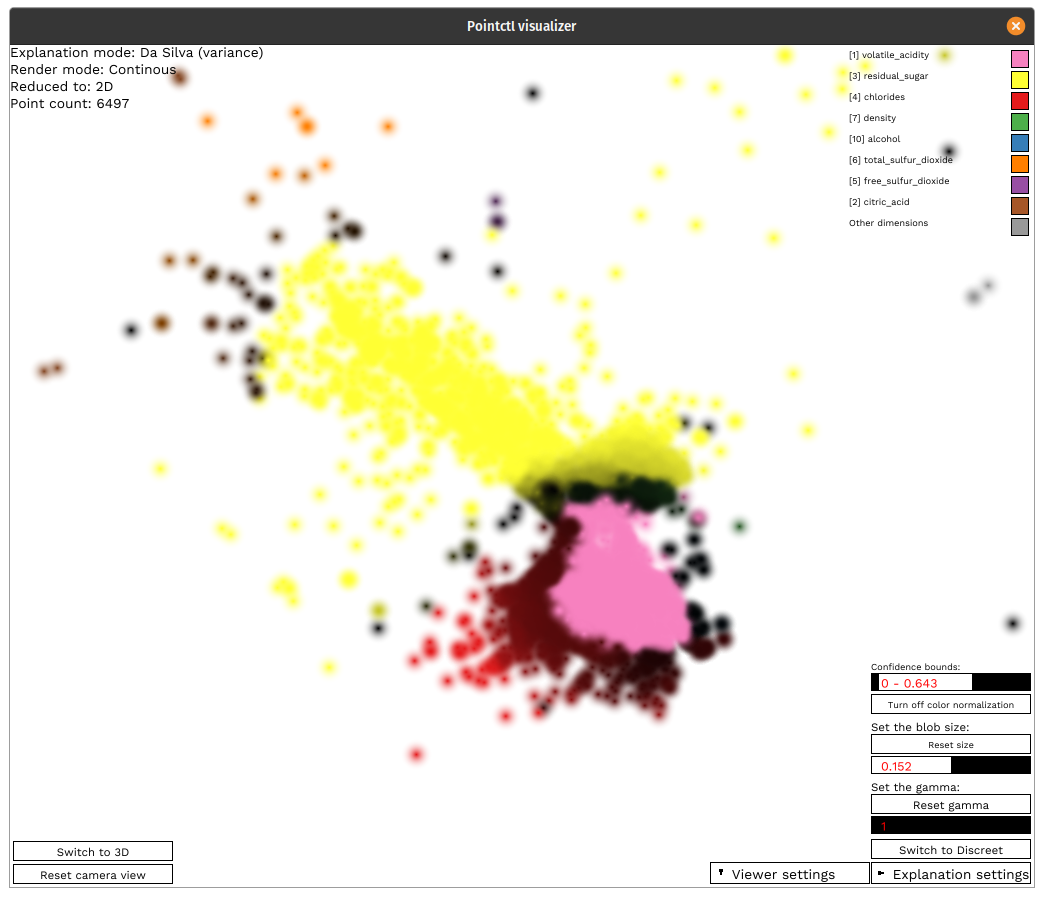 Pointctl visualizer
Explanation mode: Da Silva (variance)
Render mode: Continous
Reduced to: 2D
Point count: 6497
[1] volatile_acidity
[3] residual_sugar
[4] chlorides
[7] density
[10] alcohol
[6] total_sulfur_dioxide
[5] free_sulfur_dioxide
[2] citric_acid
Other dimensions
Confidence bounds:
0 - 0.643
Turn off color normalization
Set the blob size:
Reset size
0.152
Set the gamma:
Reset gamma
1
Switch to Discreet
Switch to 3D
Reset camera view
Viewer settings
Explanation settings